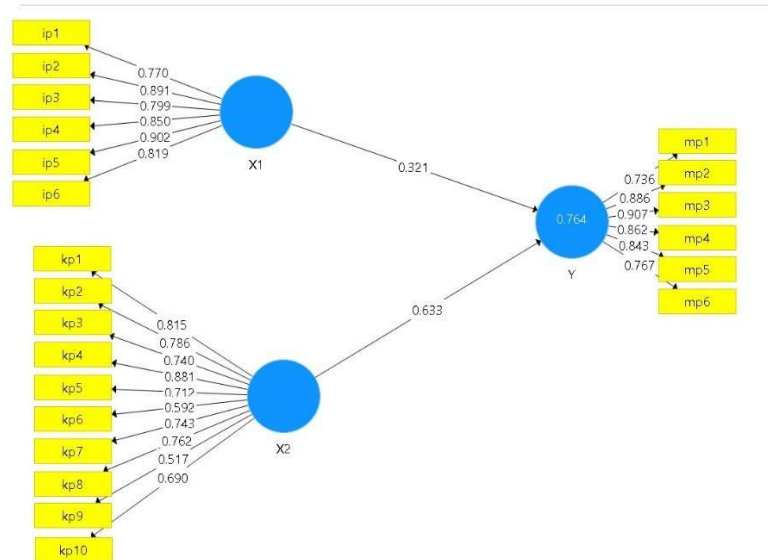 ip1
ip2
ip3
ip4
ip5
ip6
0.770
0.891
0.799
0.850
0.902
0.819
X1
0.321
kp1
kp2
kp3
kp4
kp5
kp6
kp7
kp8
kp9
kp10
0.815
0.786
0.740
0.881
0.712
0.592
0.743
0.762
0.517
0.690
X2
0.633
0.764
Y
0.736
0.886
0.907
0.862
0.843
0.767
mp1
mp2
mp3
mp4
mp5
mp6